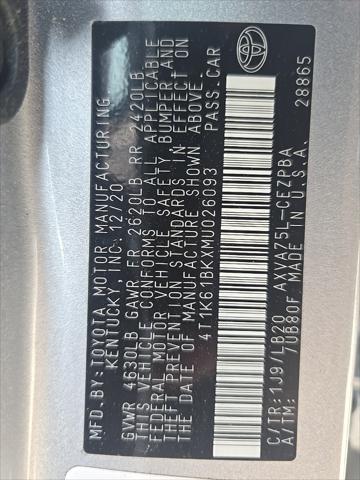 MFD.BY:TOYOTA MOTOR MANUFACTURING
KENTUCKY, INC. 12/20
GVWR 4630LB GAWR FR 2620LB RR 2420LB
THIS VEHICLE CONFORMS TO ALL APPLICABLE
FEDERAL MOTOR VEHICLE SAFETY, BUMPER AND
THEFT PREVENTION STANDARDS IN EFFECT ON
THE DATE OF MANUFACTURE SHOWN ABOVE.
4T1K61BKXMU026093 PASS.CAR
C/TR:1J9/LB20 AXVA75L-CEZPBA
A/TM: -/UB80F MADE IN U.S.A. 28865